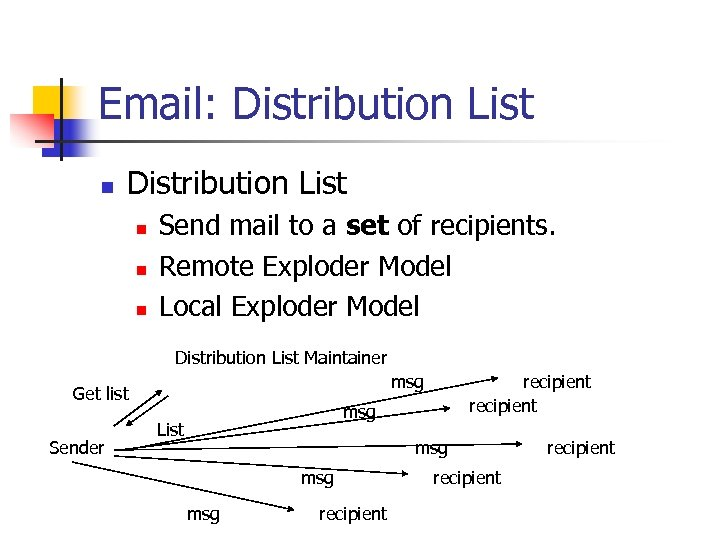 Email: Distribution List
Distribution List
Send mail to a set of recipients.
Remote Exploder Model
Local Exploder Model
Distribution List Maintainer
msg recipient
Get list
msg recipient
List
Sender msg recipient
msg recipient
msg recipient